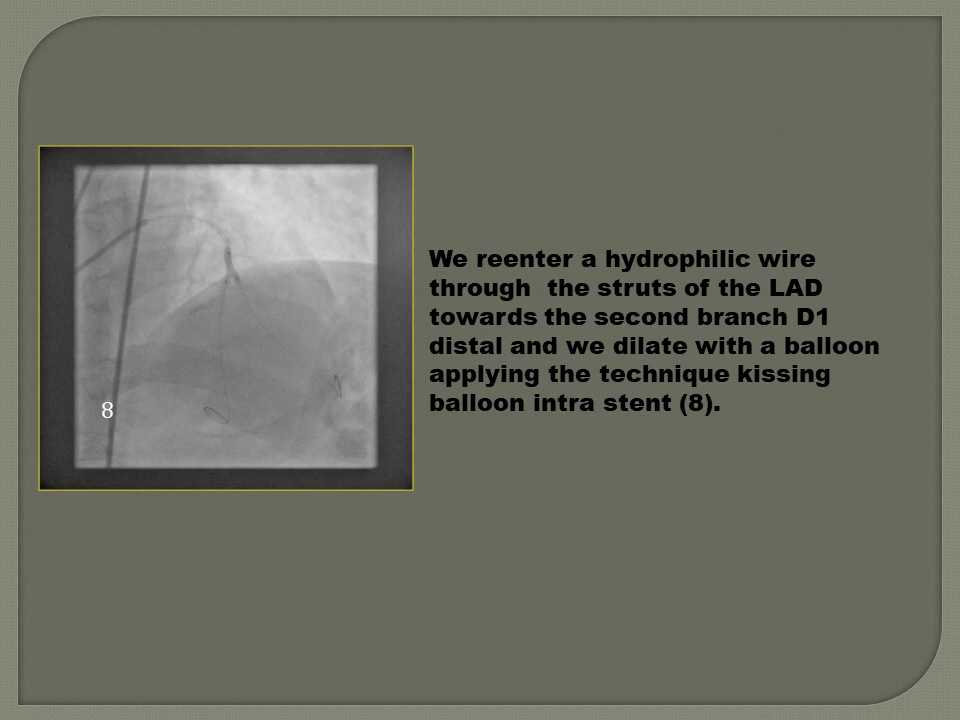 We reenter a hydrophilic wire
through  the struts of the LAD
towards the second branch D1
distal and we dilate with a balloon
applying the technique kissing
balloon intra stent (8).
8